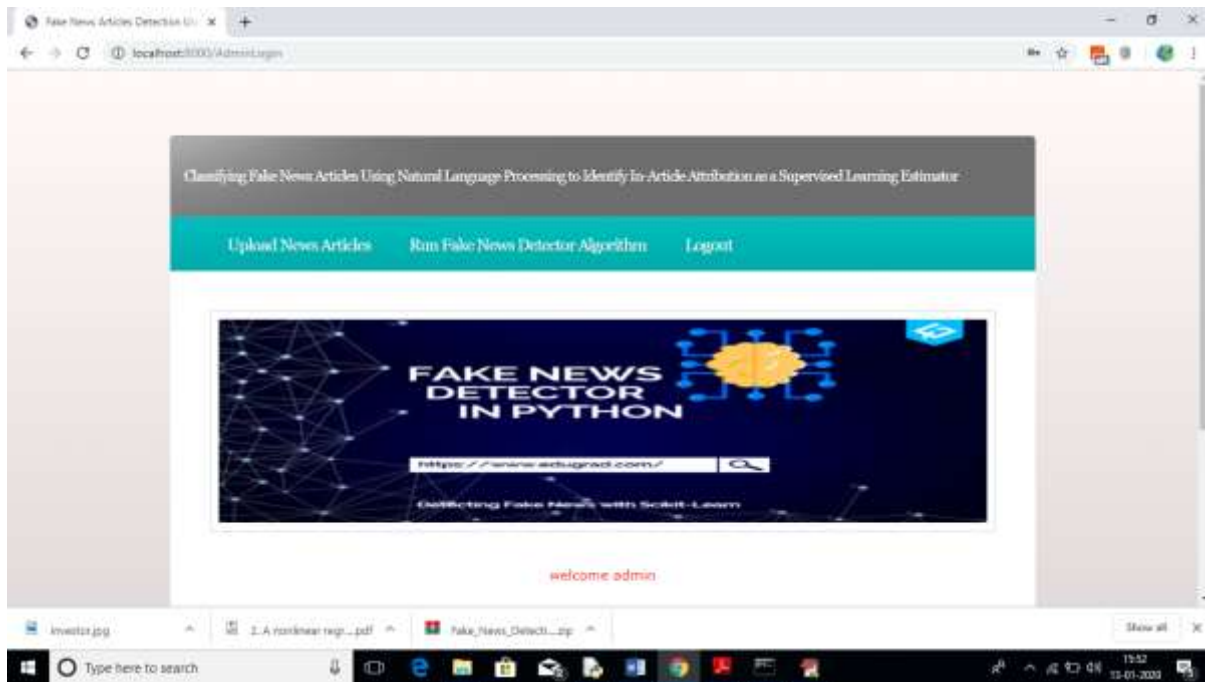 Fake News Articles Detection Us
localhost:8000/AdminLogin
Classifying Fake News Articles Using Natural Language Processing to Identify In-Article Attribution as a Supervised Learning Estimator
Upload News Articles Run Fake News Detector Algorithm Logout
FAKE NEWS
DETECTOR
IN PYTHON
https://www.edugrad.com/
with Scikit-Learn
welcome admin
investor.jpg 2. A nonlinear regr....pdf Fake_News_Detecti....zip Show all
Type here to search
15:52
13-01-2020